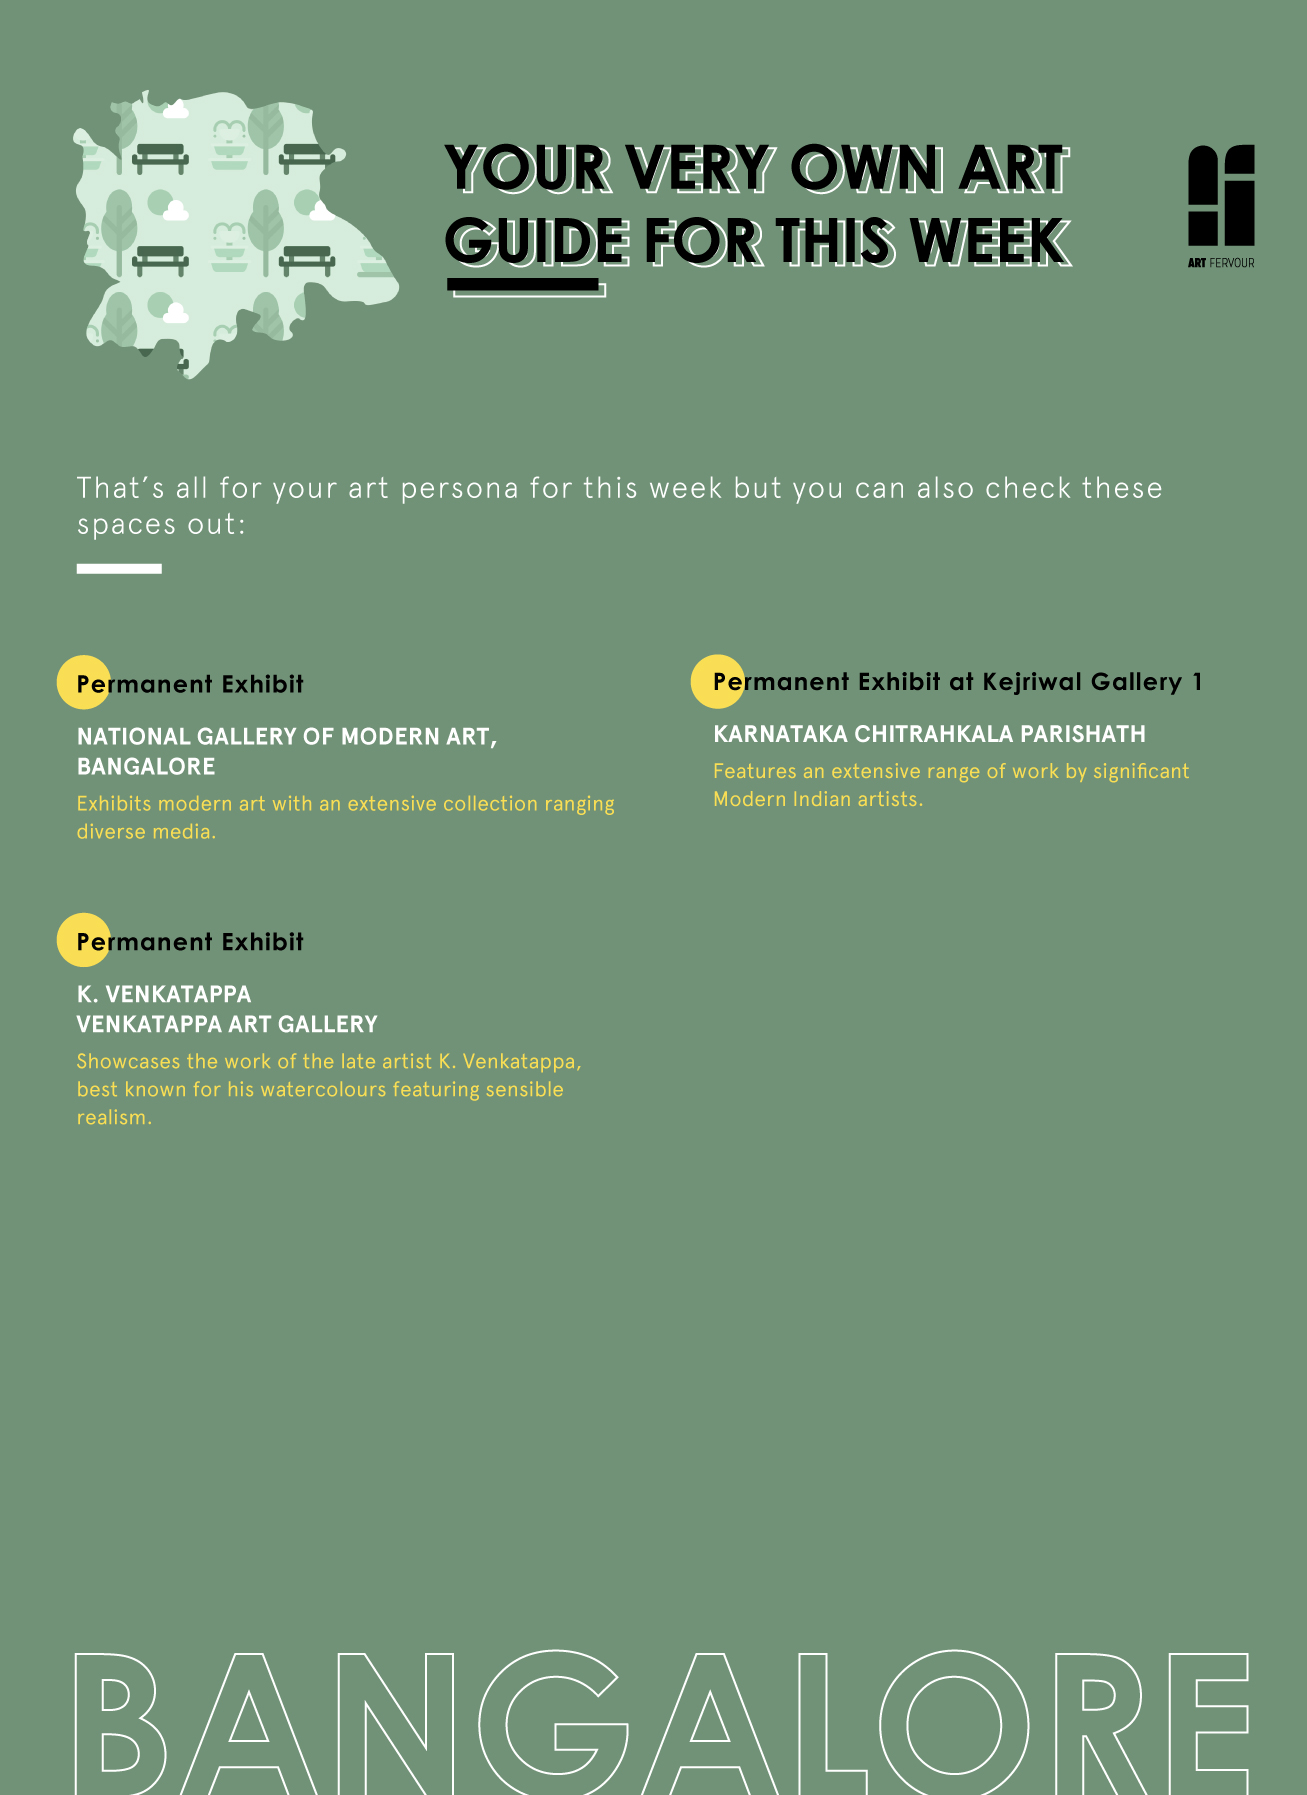 YOUR VERY OWN ART
GUIDE FOR THIS WEEK
ART FERVOUR
That's all for your art persona for this week but you can also check these
spaces out:
Permanent Exhibit
NATIONAL GALLERY OF MODERN ART,
BANGALORE
Exhibits modern art with an extensive collection ranging
diverse media.
Permanent Exhibit at Kejriwal Gallery 1
KARNATAKA CHITRAHKALA PARISHATH
Features an extensive range of work by significant
Modern Indian artists.
Permanent Exhibit
K. VENKATAPPA
VENKATAPPA ART GALLERY
Showcases the work of the late artist K. Venkatappa,
best known for his watercolours featuring sensible
realism.
BANGALORE